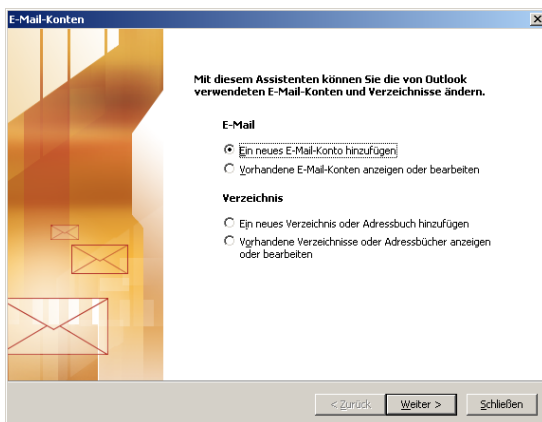 E-Mail-Konten
Mit diesem Assistenten können Sie die von Outlook
verwendeten E-Mail-Konten und Verzeichnisse ändern.
E-Mail
Ein neues E-Mail-Konto hinzufügen
Vorhandene E-Mail-Konten anzeigen oder bearbeiten
Verzeichnis
Ein neues Verzeichnis oder Adressbuch hinzufügen
Vorhandene Verzeichnisse oder Adressbücher anzeigen
oder bearbeiten
< Zurück Weiter > Schließen